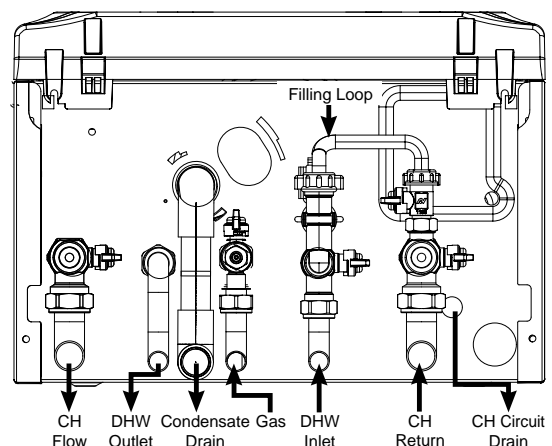 Filling Loop
CH Flow
DHW Outlet
Condensate Drain
Gas
DHW Inlet
CH Return
CH Circuit Drain